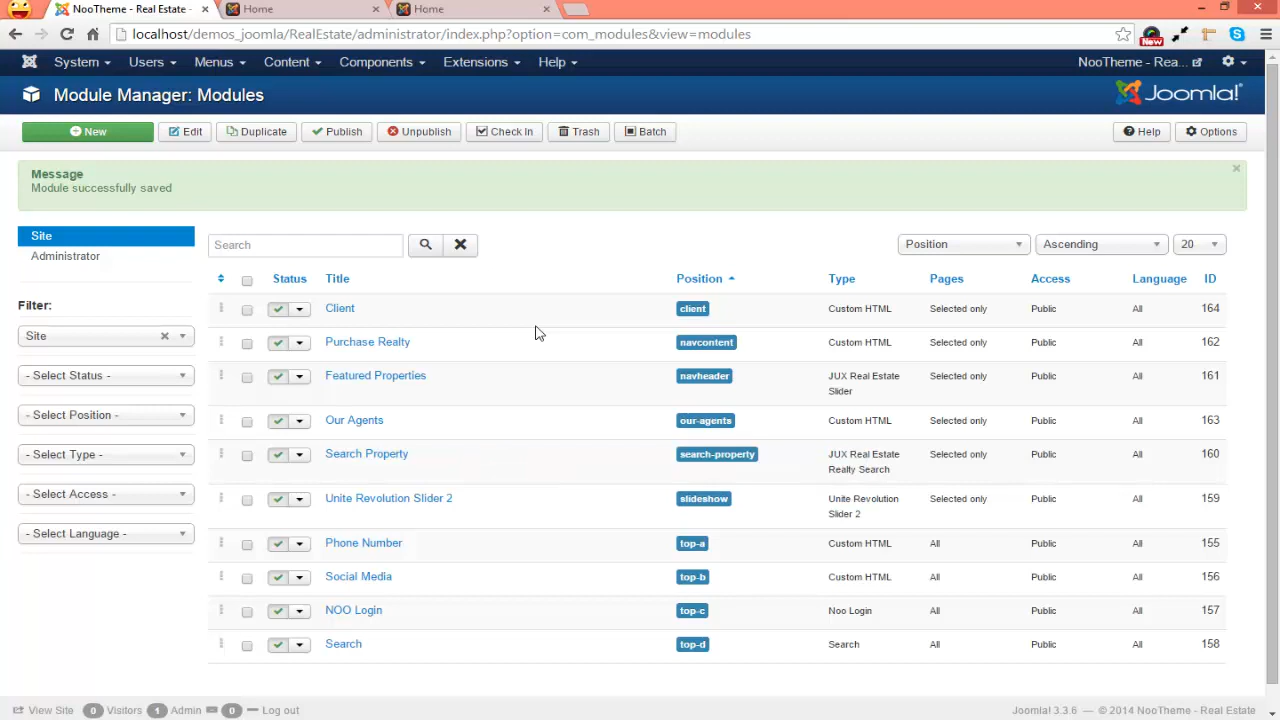 NooTheme - Real Estate -
Home
Home
localhost/demos_joomla/RealEstate/administrator/index.php?option=com_modules&view=modules
New
System Users Menus Content Components Extensions Help NooTheme - Rea...
Module Manager: Modules Joomla!
New Edit Duplicate Publish Unpublish Check In Trash Batch Help Options
Message
Module successfully saved
Site
Administrator
Filter:
Site
- Select Status -
- Select Position -
- Select Type -
- Select Access -
- Select Language -
Search Position Ascending 20
Status Title Position Type Pages Access Language ID
Client client Custom HTML Selected only Public All 164
Purchase Realty navcontent Custom HTML Selected only Public All 162
Featured Properties navheader JUX Real Estate Selected only Public All 161
Slider
Our Agents our-agents Custom HTML Selected only Public All 163
Search Property search-property JUX Real Estate Selected only Public All 160
Realty Search
Unite Revolution Slider 2 slideshow Unite Revolution Selected only Public All 159
Slider 2
Phone Number top-a Custom HTML All Public All 155
Social Media top-b Custom HTML All Public All 156
NOO Login top-c Noo Login All Public All 157
Search top-d Search All Public All 158
View Site 0 Visitors 1 Admin 0 Log out Joomla! 3.3.6 — © 2014 NooTheme - Real Estate